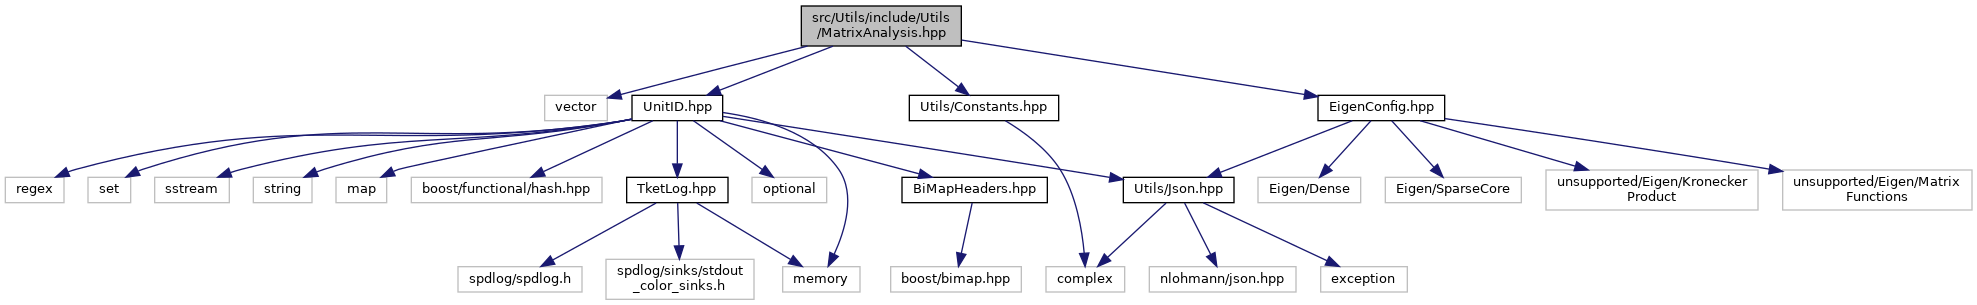 src/Utils/include/Utils
/MatrixAnalysis.hpp
vector
UnitID.hpp
Utils/Constants.hpp
EigenConfig.hpp
regex
set
sstream
string
map
boost/functional/hash.hpp
TketLog.hpp
optional
BiMapHeaders.hpp
Utils/Json.hpp
Eigen/Dense
Eigen/SparseCore
unsupported/Eigen/Kronecker
Product
unsupported/Eigen/Matrix
Functions
spdlog/spdlog.h
spdlog/sinks/stdout
_color_sinks.h
memory
boost/bimap.hpp
complex
nlohmann/json.hpp
exception